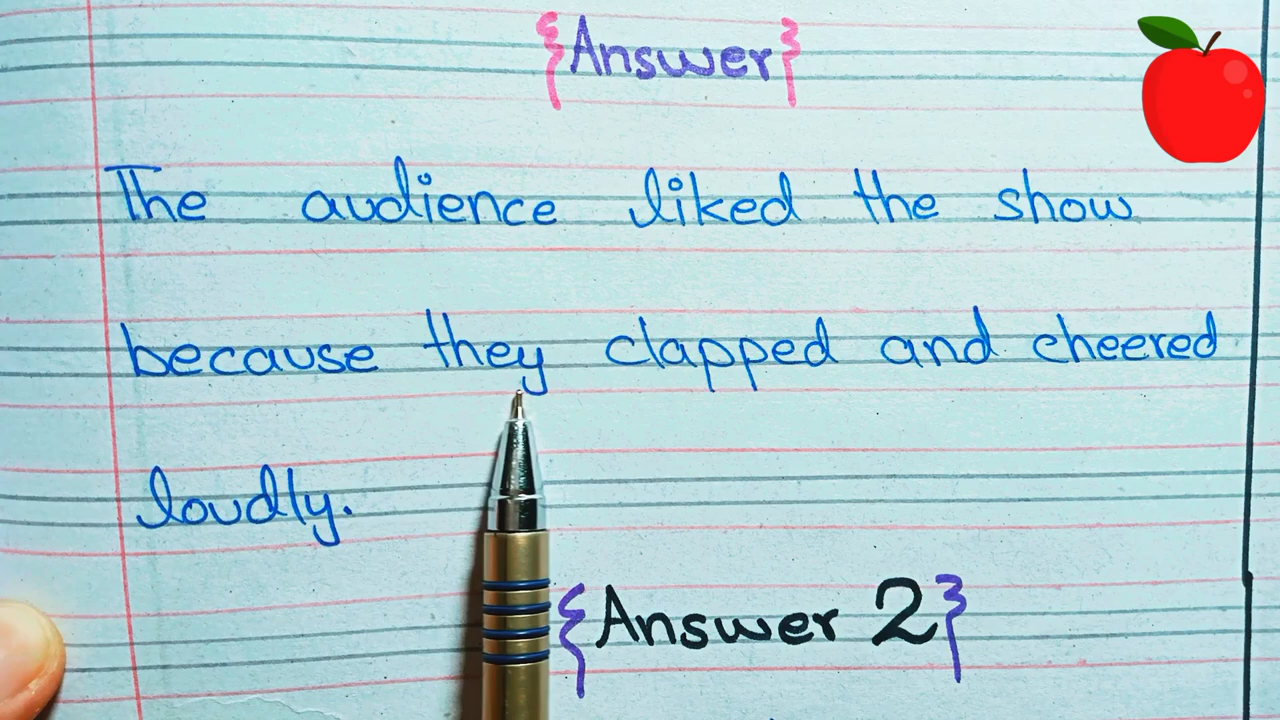 {Answer}
The audience liked the show
because they clapped and cheered
loudly.
{Answer 2}